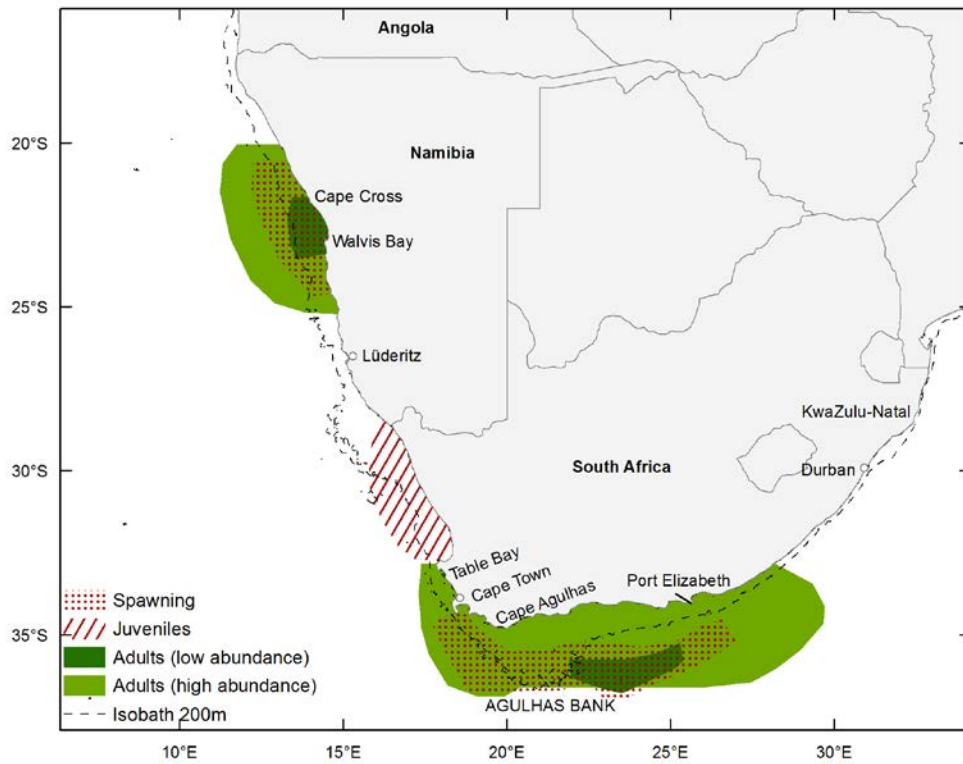 Angola
20°S
Namibia
Cape Cross
Walvis Bay
25°S
Lüderitz
KwaZulu-Natal
30°S
South Africa
Durban
Table Bay
Cape Town
Port Elizabeth
Cape Agulhas
35°S
Spawning
Juveniles
Adults (low abundance)
Adults (high abundance)
Isobath 200m
AGULHAS BANK
10°E
15°E
20°E
25°E
30°E